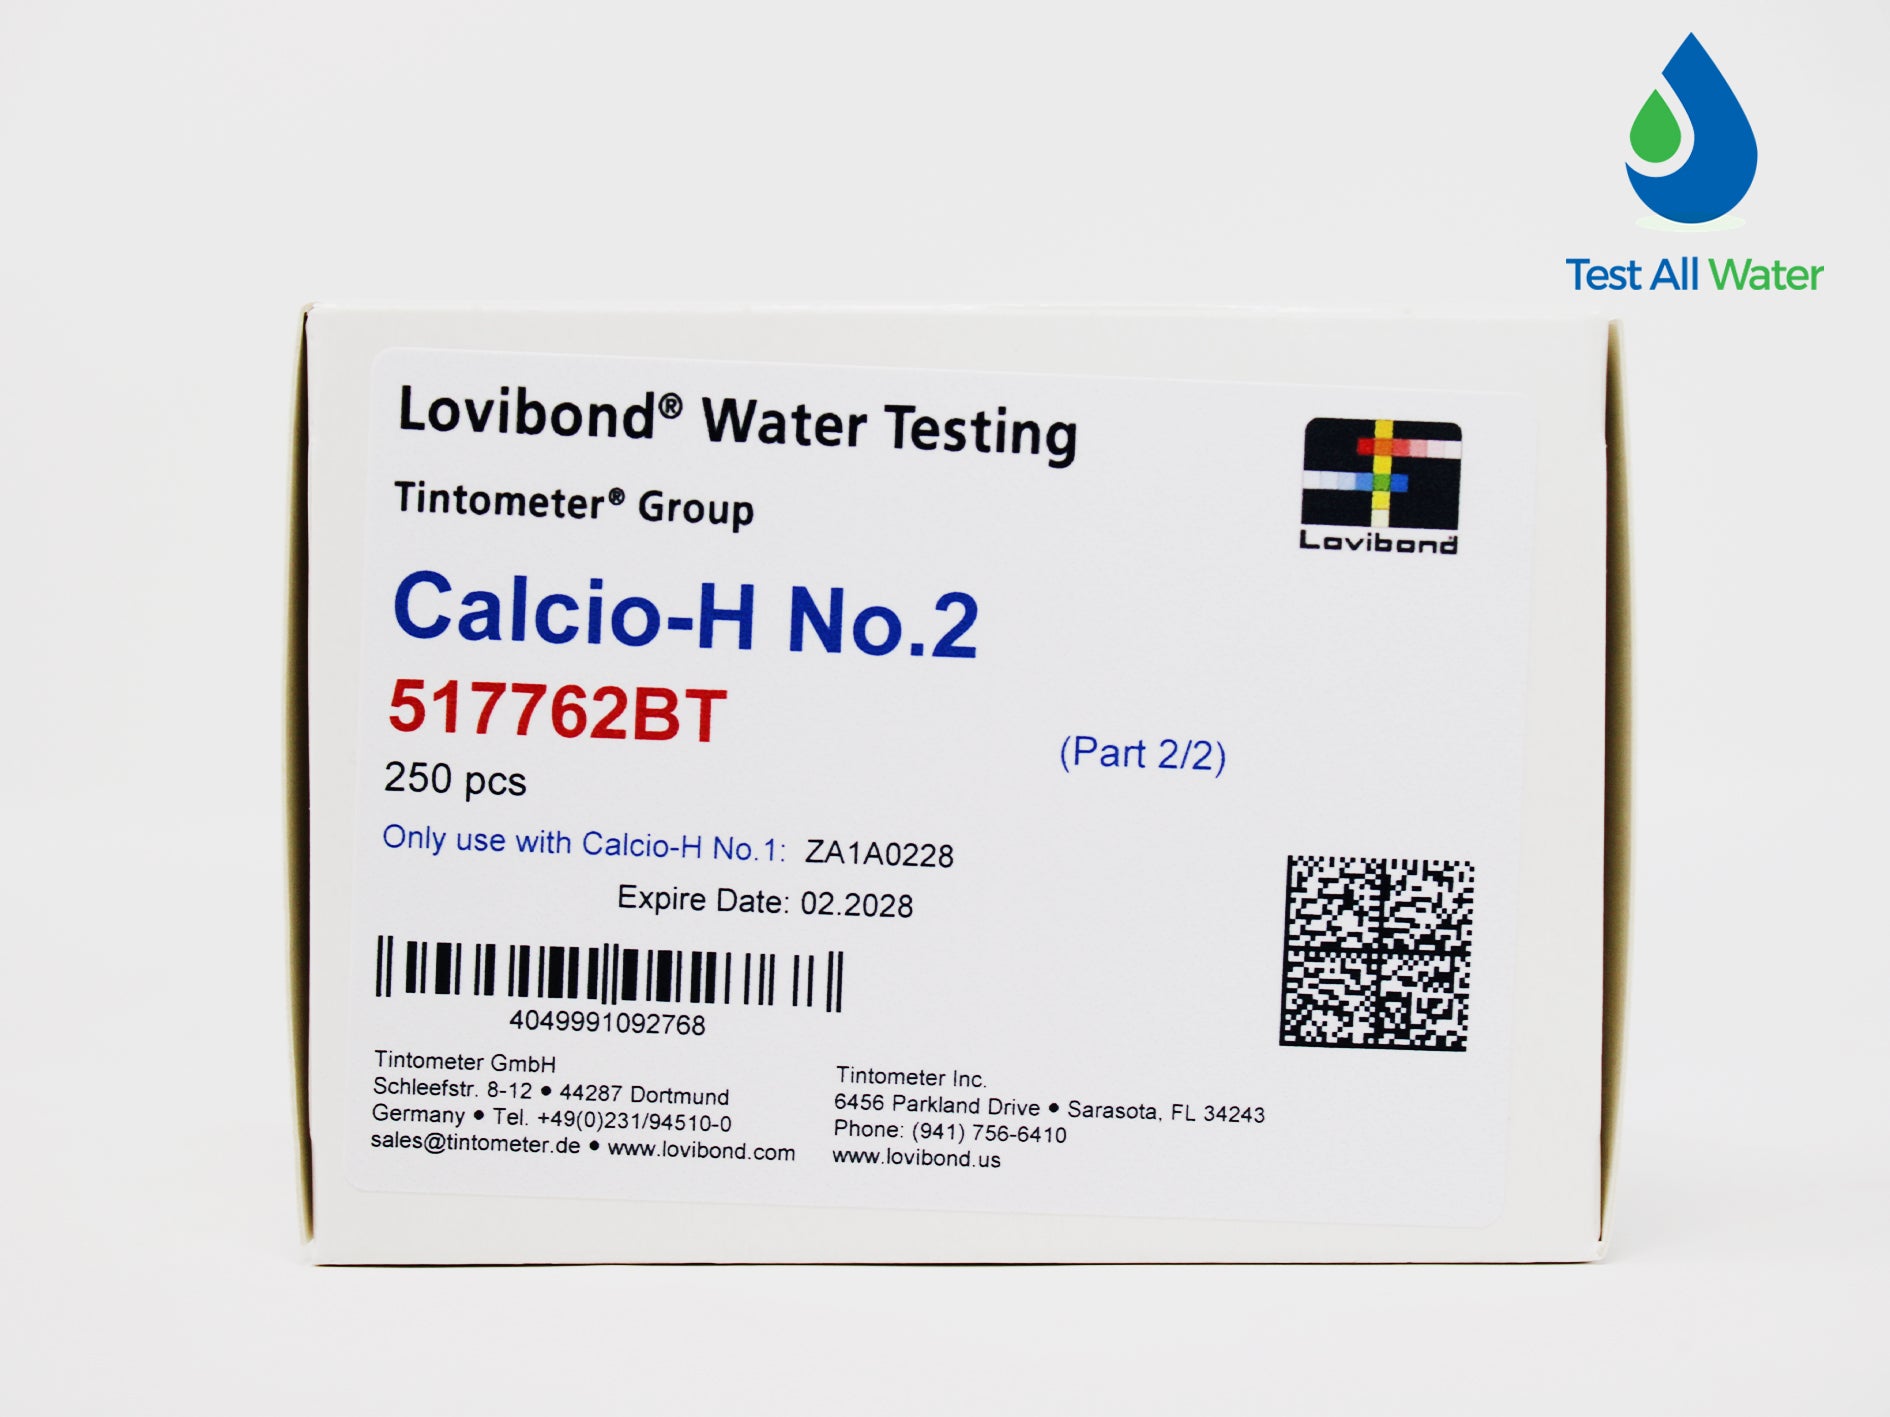 Test All Water
Lovibond® Water Testing
Tintometer® Group
Lovibond
Calcio-H No.2
517762BT
(Part 2/2)
250 pcs
Only use with Calcio-H No.1: ZA1A0228
Expire Date: 02.2028
4049991092768
Tintometer GmbH
Schleefstr. 8-12 • 44287 Dortmund
Germany • Tel. +49(0)231/94510-0
sales@tintometer.de • www.lovibond.com
Tintometer Inc.
6456 Parkland Drive • Sarasota, FL 34243
Phone: (941) 756-6410
www.lovibond.us